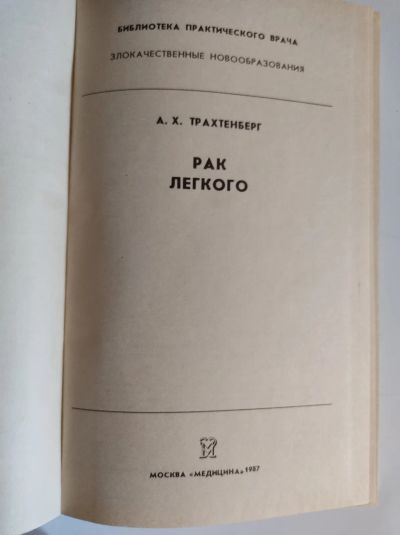 БИБЛИОТЕКА ПРАКТИЧЕСКОГО ВРАЧА
ЗЛОКАЧЕСТВЕННЫЕ НОВООБРАЗОВАНИЯ
А. Х. ТРАХТЕНБЕРГ
РАК
ЛЕГКОГО
МОСКВА «МЕДИЦИНА» 1987